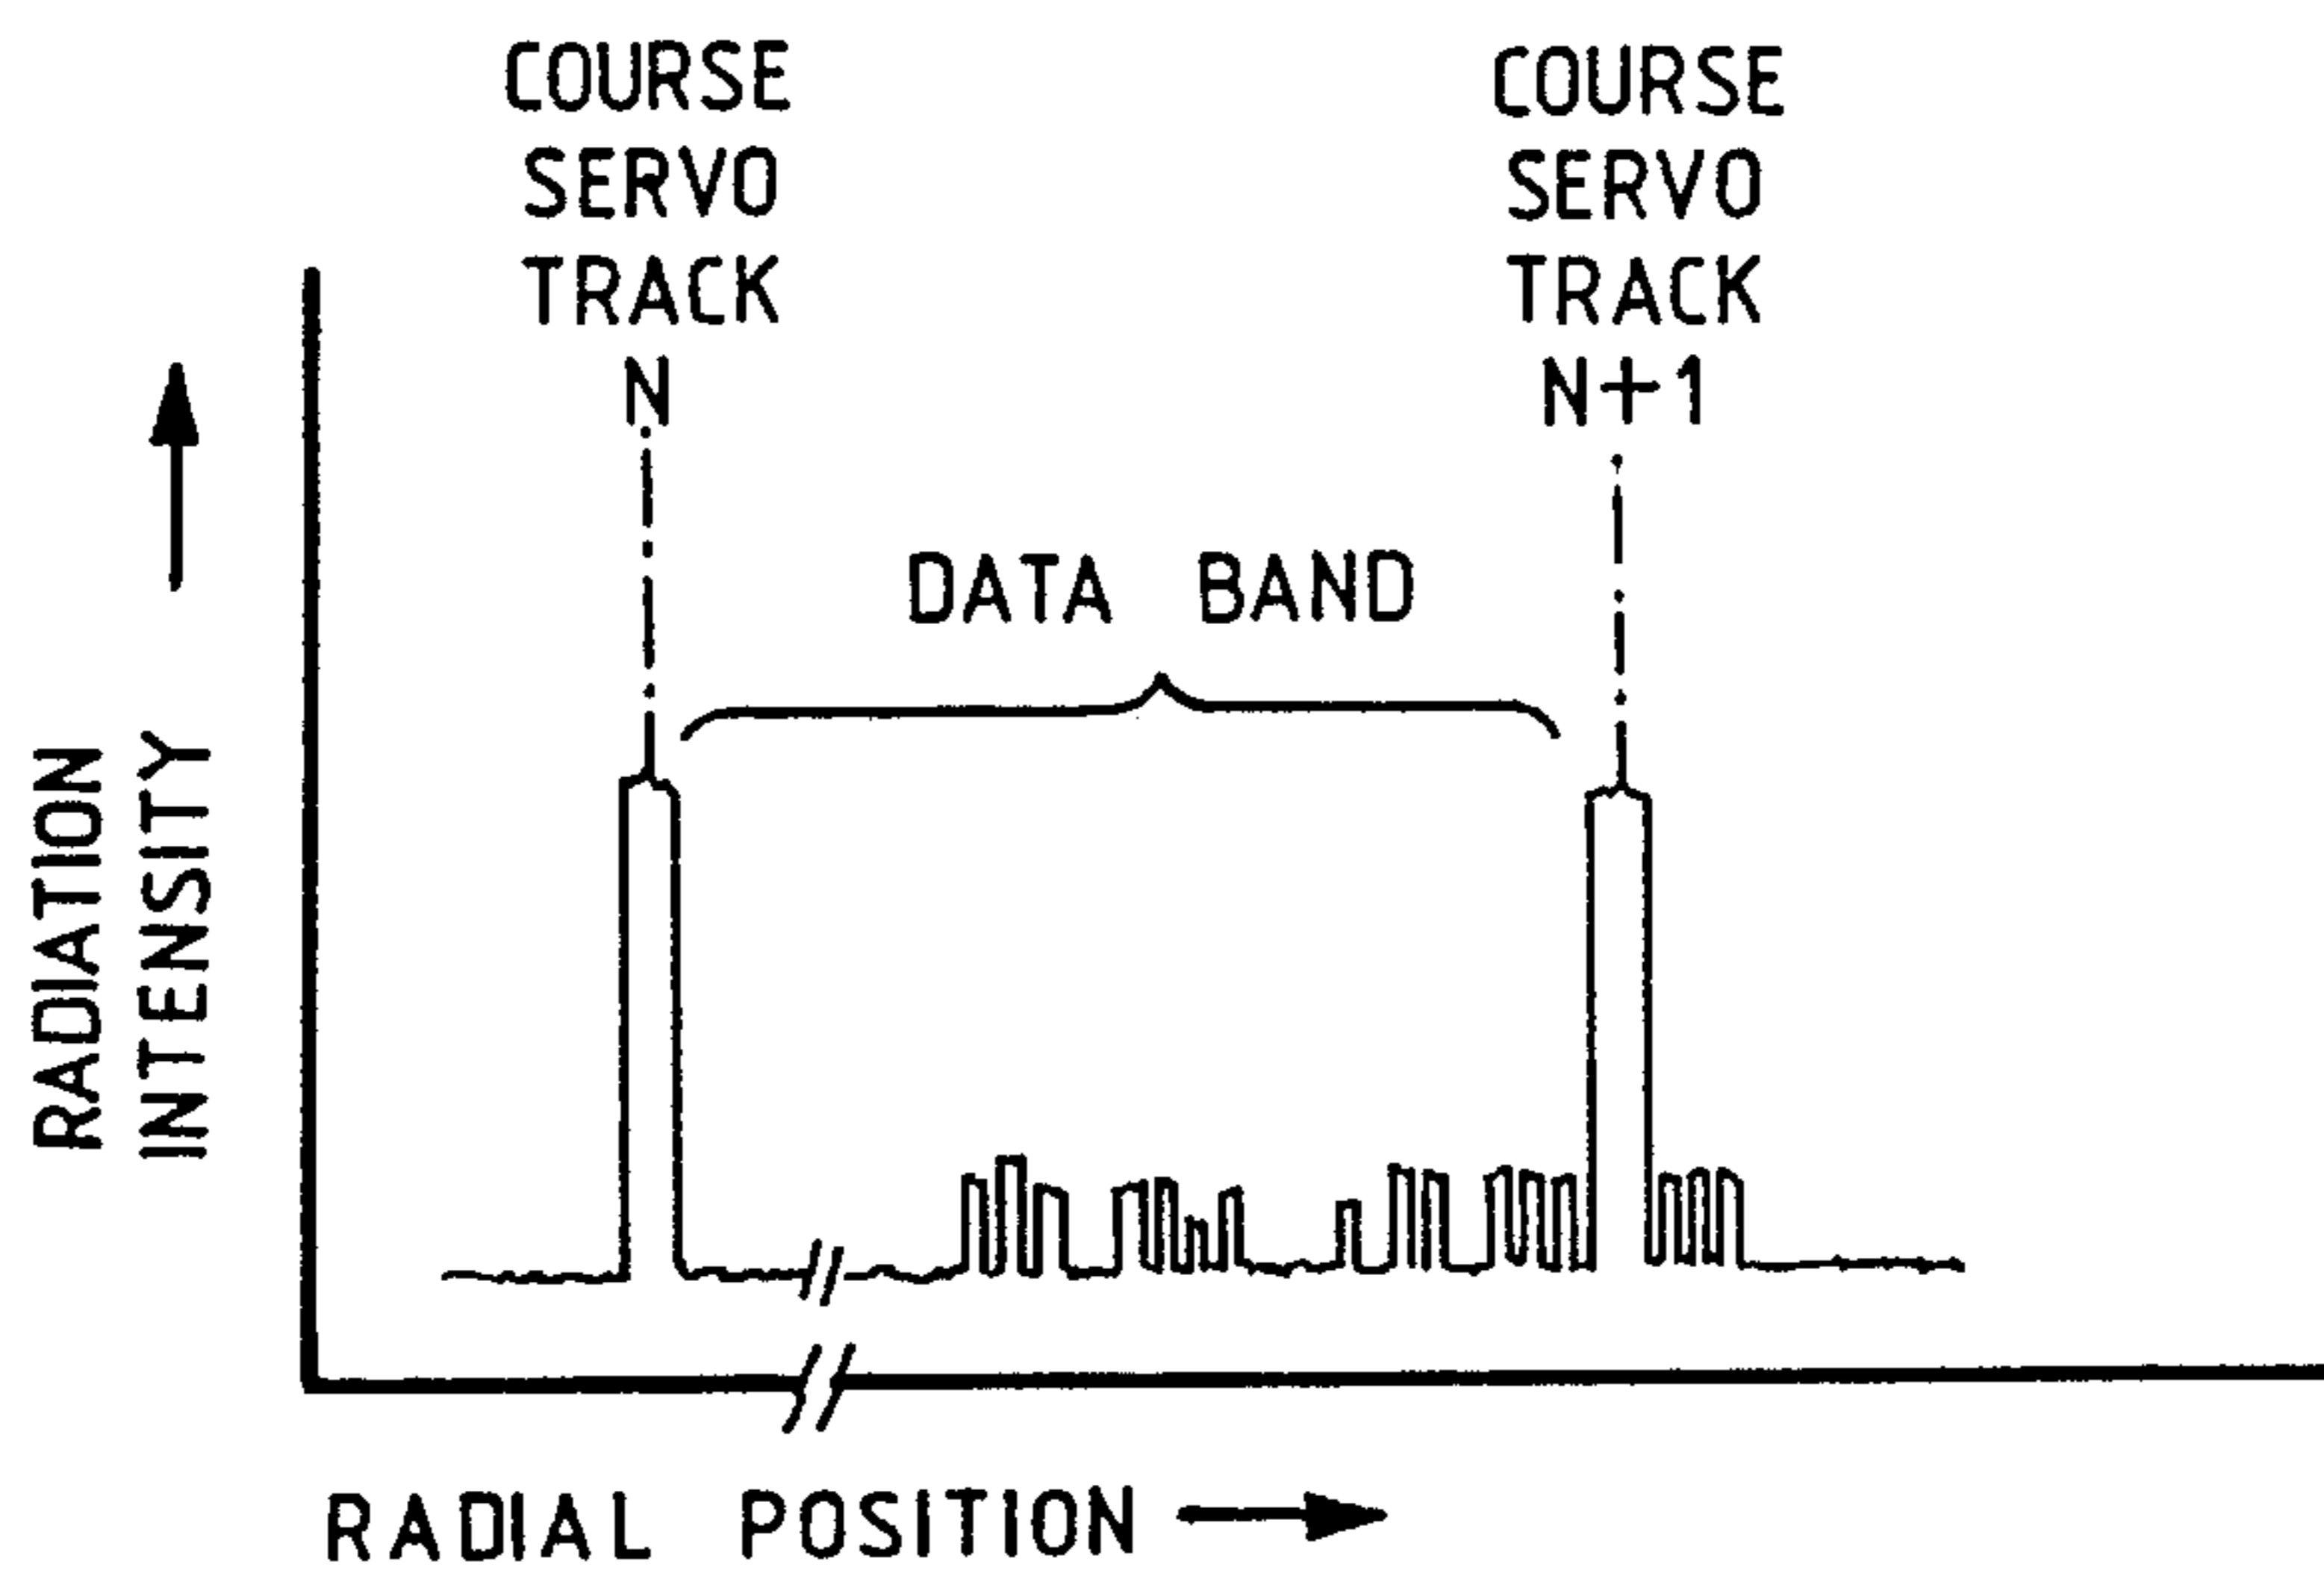 COURSE
SERVO
TRACK
N
COURSE
SERVO
TRACK
N+1
DATA BAND
RADIATION
INTENSITY
RADIAL POSITION